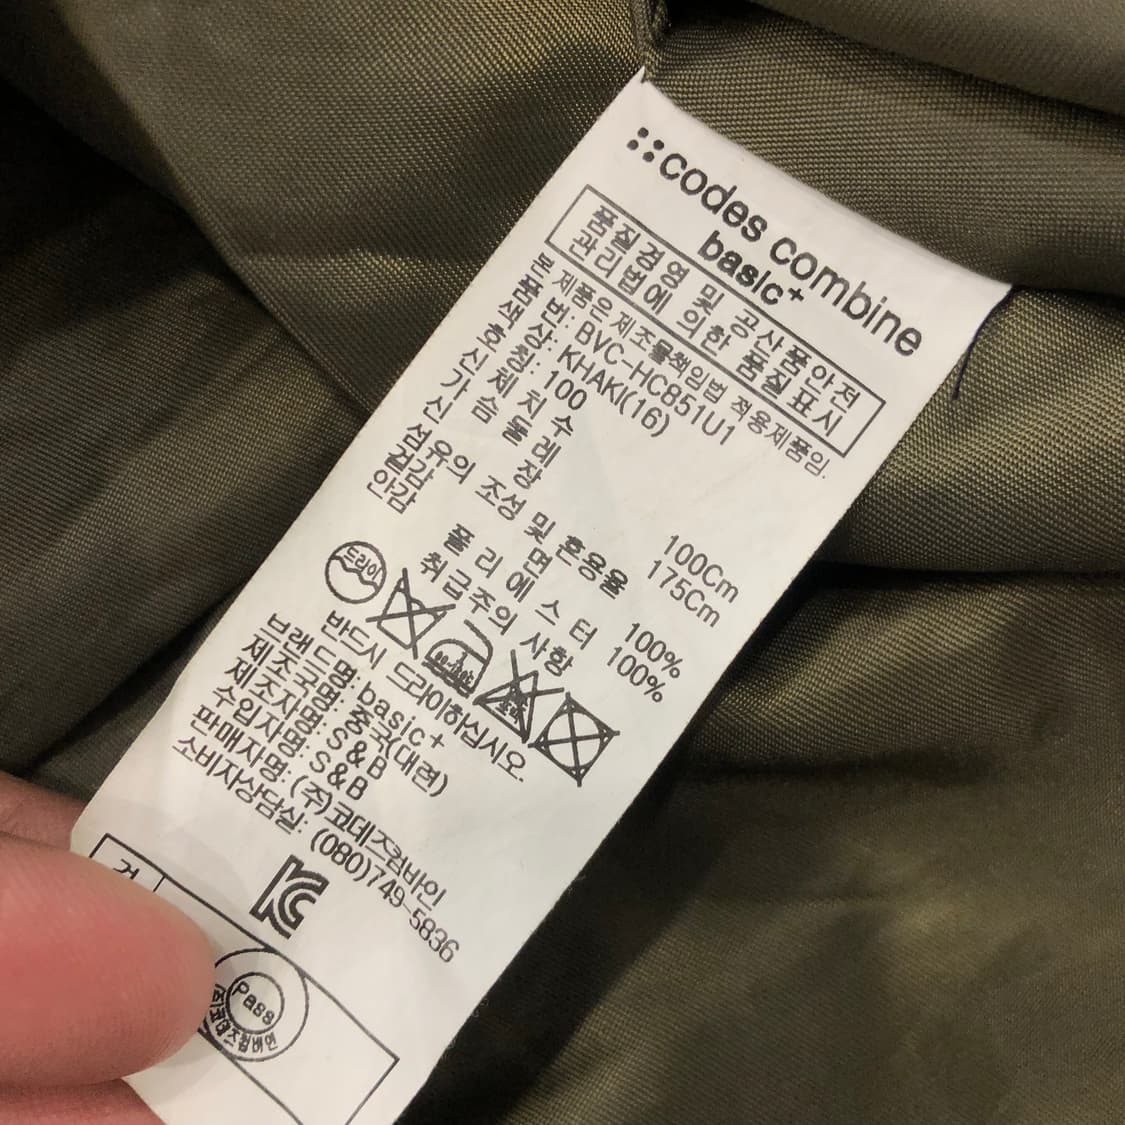 codes combine
basic+
품질경영 및 공산품안전
관리법에 의한 품질표시
본 제품은 제조물책임법 적용제품임.
품 번: BVC-HC851U1
색 상: KHAKI(16)
호 칭: 100
신 체 치 수
가 슴 둘 레 100Cm
신 장 175Cm
섬유의 조성 및 혼용율
겉감 면 100%
안감 폴 리 에 스 터 100%
취 급 주 의 사 항
드라이
반드시 드라이하십시오.
브랜드명: basic+
제조국명: 중국(대련)
제조자명: S&B
수입자명: S&B
판매자명: (주)코데즈컴바인
소비자상담실: (080)749-5836
Pass
코데즈컴바인